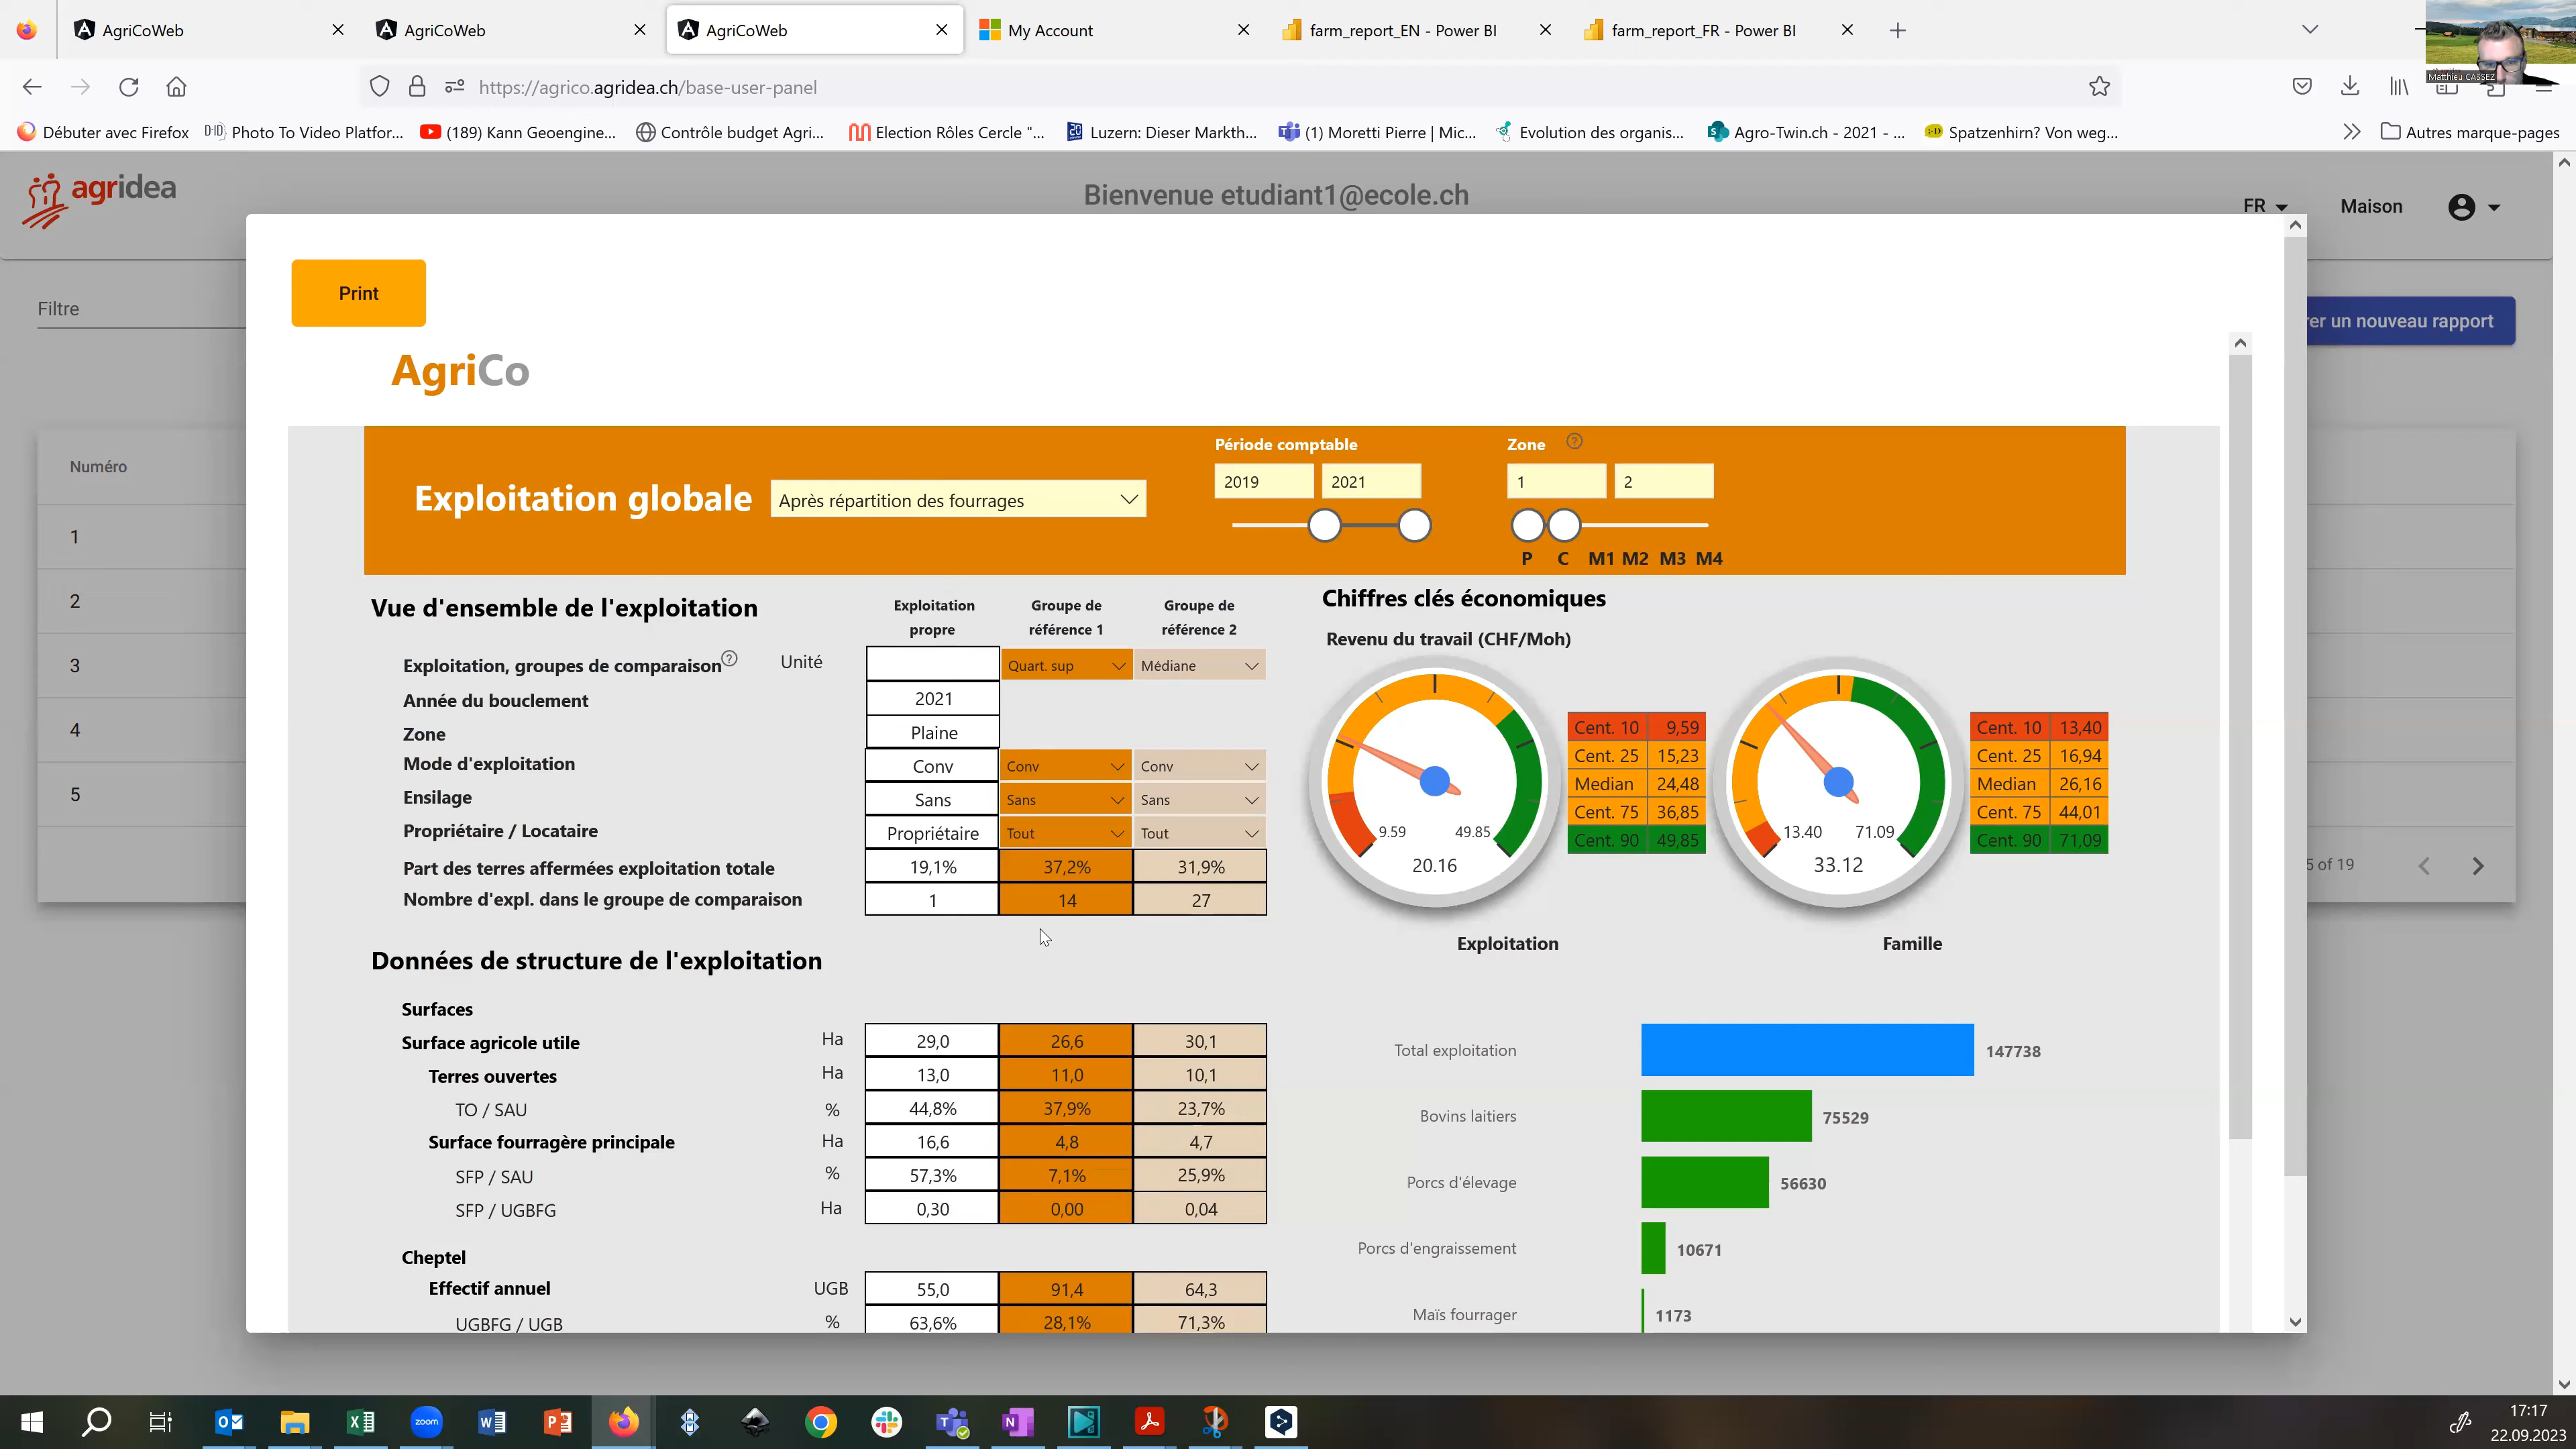 AgriCoWeb
AgriCoWeb
AgriCoWeb
My Account
farm_report_EN - Power BI
farm_report_FR - Power BI
Matthieu CASSEZ
https://agrico.agridea.ch/base-user-panel
Débuter avec Firefox
Photo To Video Platfor...
(189) Kann Geoengine...
Contrôle budget Agri...
Election Rôles Cercle "...
Luzern: Dieser Markth...
(1) Moretti Pierre | Mic...
Evolution des organis...
Agro-Twin.ch - 2021 - ...
Spatzenhirn? Von weg...
Autres marque-pages
agridea
Bienvenue etudiant1@ecole.ch
FR
Maison
Filtre
er un nouveau rapport
Numéro
1
2
3
4
5
5 of 19
Print
AgriCo
Exploitation globale
Après répartition des fourrages
Période comptable
2019 2021
Zone
1 2
P C M1 M2 M3 M4
Vue d'ensemble de l'exploitation
Exploitation propre
Groupe de référence 1
Groupe de référence 2
Exploitation, groupes de comparaison Unité Quart. sup Médiane
Année du bouclement 2021
Zone Plaine
Mode d'exploitation Conv Conv Conv
Ensilage Sans Sans Sans
Propriétaire / Locataire Propriétaire Tout Tout
Part des terres affermées exploitation totale 19,1% 37,2% 31,9%
Nombre d'expl. dans le groupe de comparaison 1 14 27
Données de structure de l'exploitation
Surfaces
Surface agricole utile Ha 29,0 26,6 30,1
Terres ouvertes Ha 13,0 11,0 10,1
TO / SAU % 44,8% 37,9% 23,7%
Surface fourragère principale Ha 16,6 4,8 4,7
SFP / SAU % 57,3% 7,1% 25,9%
SFP / UGBFG Ha 0,30 0,00 0,04
Cheptel
Effectif annuel UGB 55,0 91,4 64,3
UGBFG / UGB % 63,6% 28,1% 71,3%
Chiffres clés économiques
Revenu du travail (CHF/Moh)
9.59 49.85
20.16
Cent. 10 9,59
Cent. 25 15,23
Median 24,48
Cent. 75 36,85
Cent. 90 49,85
Exploitation
13.40 71.09
33.12
Cent. 10 13,40
Cent. 25 16,94
Median 26,16
Cent. 75 44,01
Cent. 90 71,09
Famille
Total exploitation 147738
Bovins laitiers 75529
Porcs d'élevage 56630
Porcs d'engraissement 10671
Maïs fourrager 1173
zoom
17:17
22.09.2023